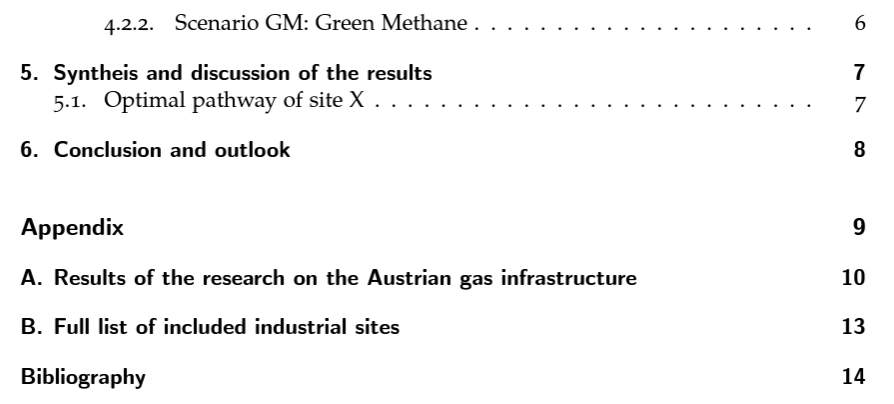 4.2.2. Scenario GM: Green Methane . . . . . . . . . . . . . . . . . . . . . 6
5. Syntheis and discussion of the results 7
5.1. Optimal pathway of site X . . . . . . . . . . . . . . . . . . . . . . . . . . . 7
6. Conclusion and outlook 8
Appendix 9
A. Results of the research on the Austrian gas infrastructure 10
B. Full list of included industrial sites 13
Bibliography 14